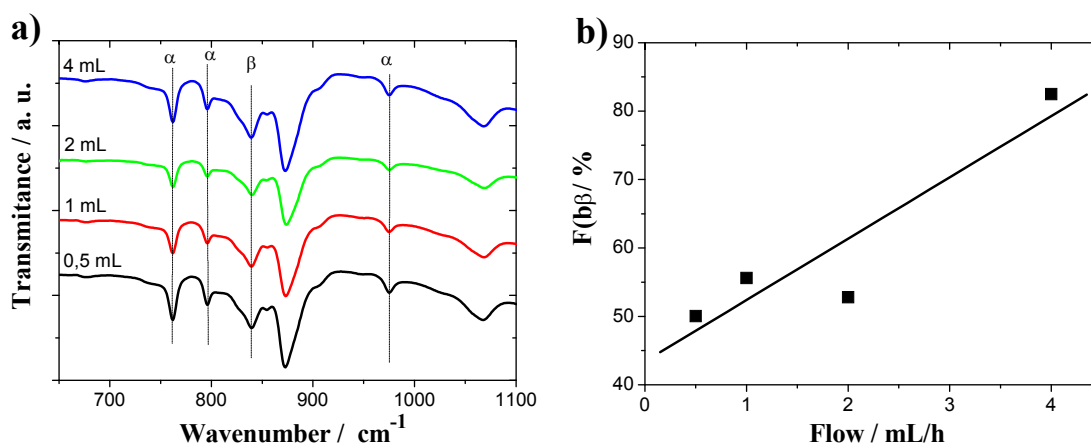 a)
4 mL
2 mL
1 mL
0,5 mL
α
α
β
α
Transmitance / a. u.
700
800
900
1000
1100
Wavenumber / cm⁻¹
b)
90
80
70
60
50
40
F(bβ/ %
0
1
2
3
4
Flow / mL/h